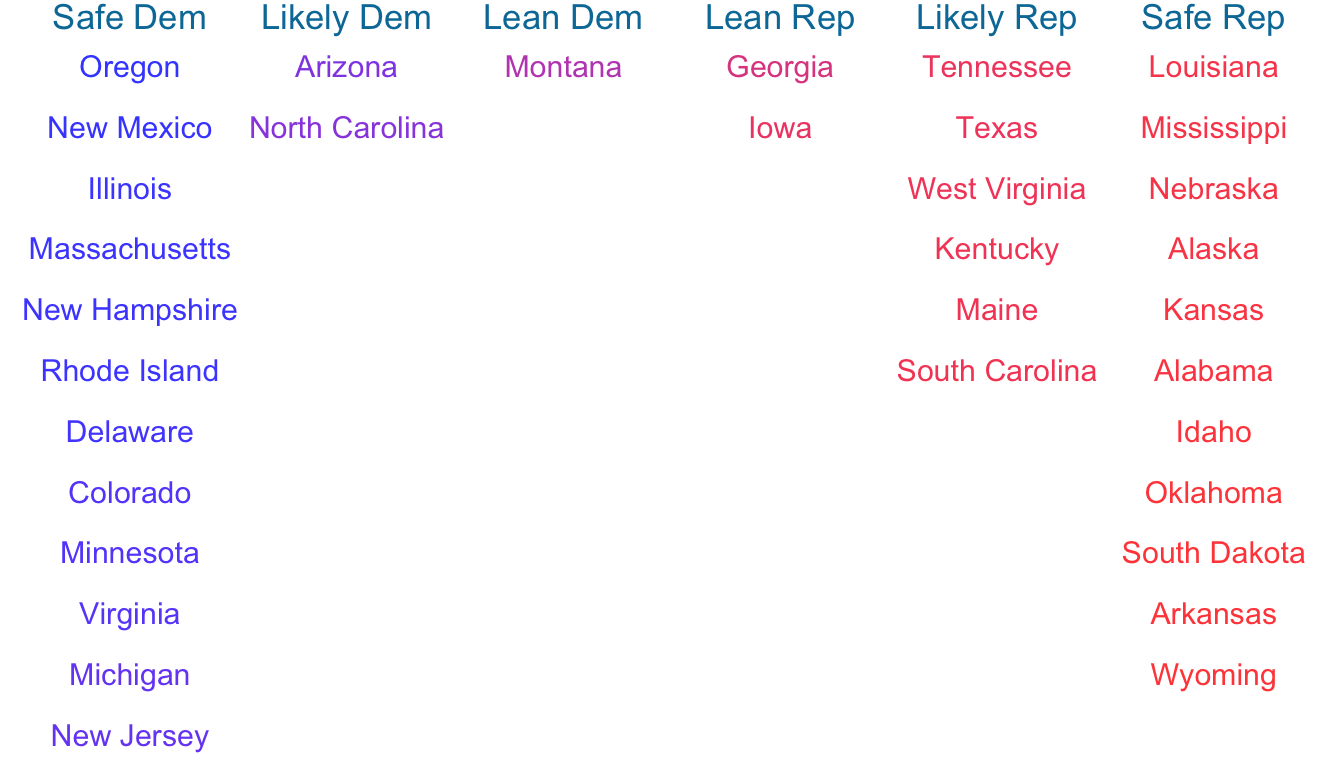 Safe Dem Likely Dem Lean Dem Lean Rep Likely Rep Safe Rep
Oregon Arizona Montana Georgia Tennessee Louisiana
New Mexico North Carolina Iowa Texas Mississippi
Illinois West Virginia Nebraska
Massachusetts Kentucky Alaska
New Hampshire Maine Kansas
Rhode Island South Carolina Alabama
Delaware Idaho
Colorado Oklahoma
Minnesota South Dakota
Virginia Arkansas
Michigan Wyoming
New Jersey